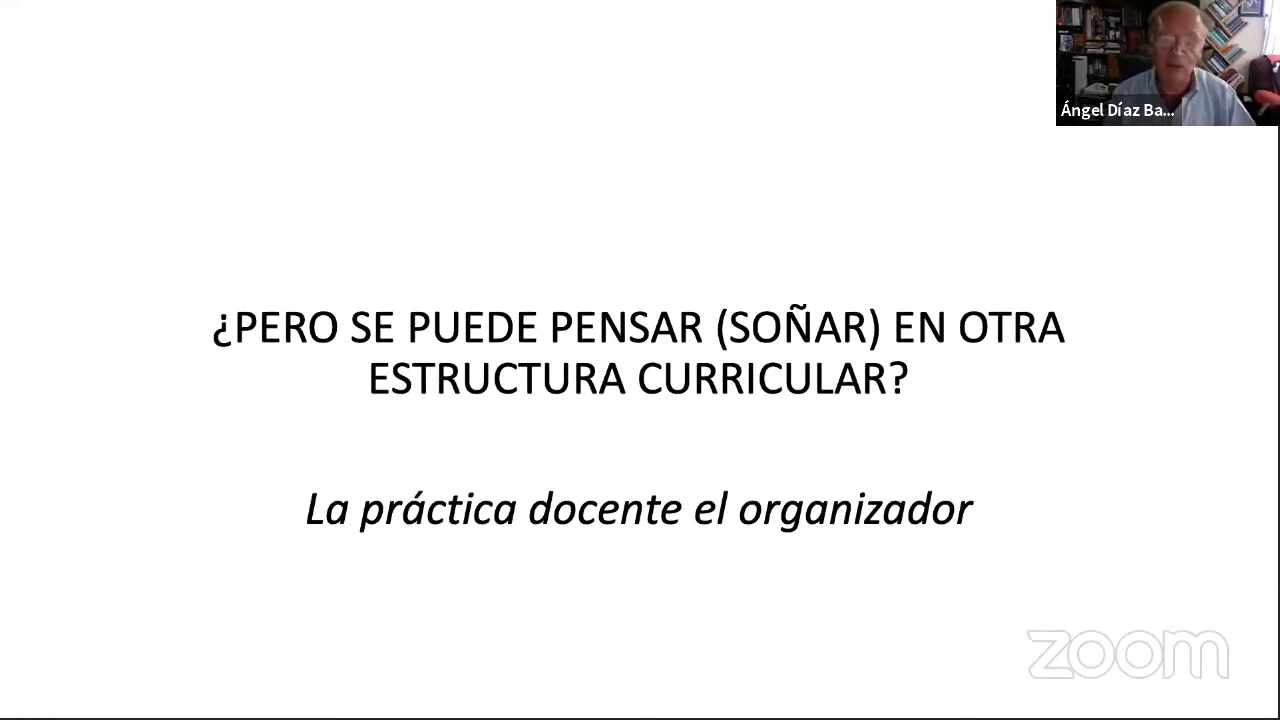 Ángel Díaz Ba...
¿PERO SE PUEDE PENSAR (SOÑAR) EN OTRA
ESTRUCTURA CURRICULAR?
La práctica docente el organizador
zoom